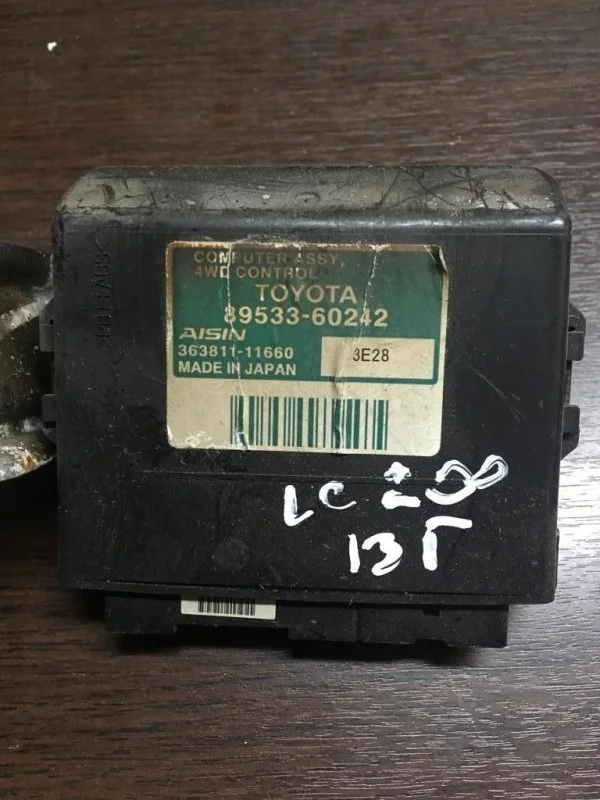 COMPUTER ASSY,
4WD CONTROL
TOYOTA
89533-60242
AISIN
363811-11660
3E28
MADE IN JAPAN
LC 200
13г